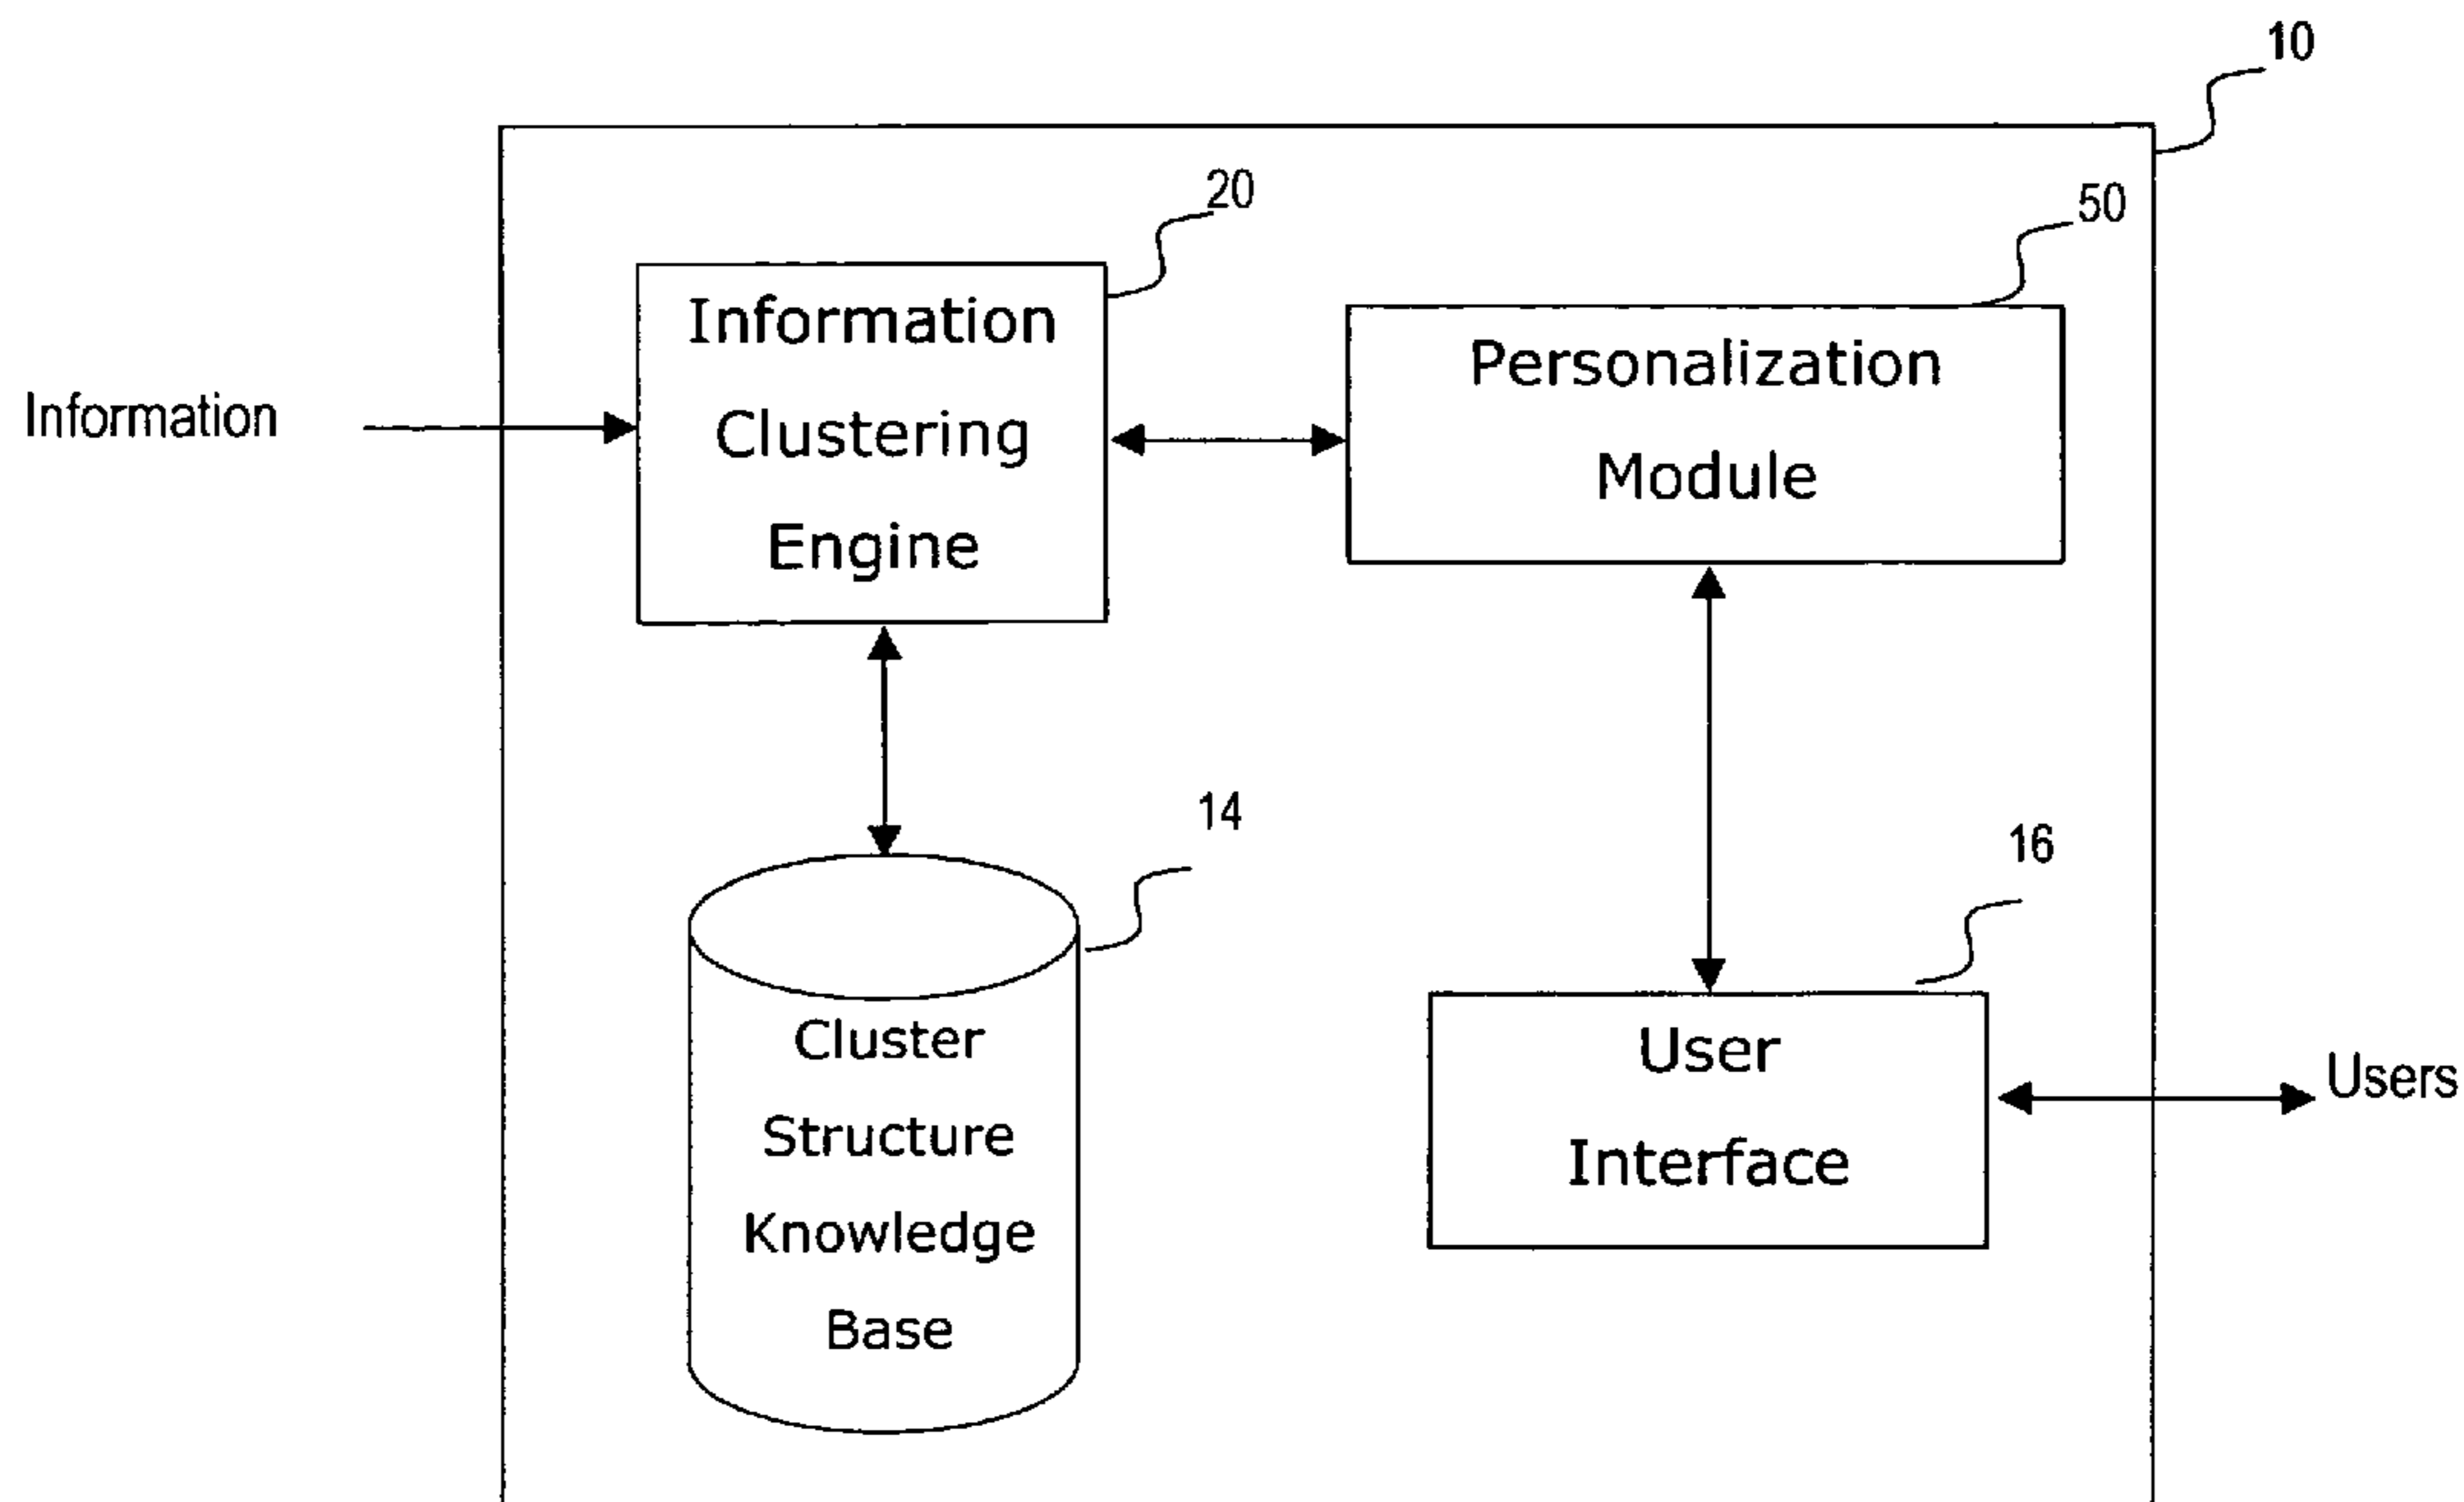 10
20
50
Information
Clustering
Engine
Personalization
Module
Information
14
16
Cluster
Structure
Knowledge
Base
User
Interface
Users